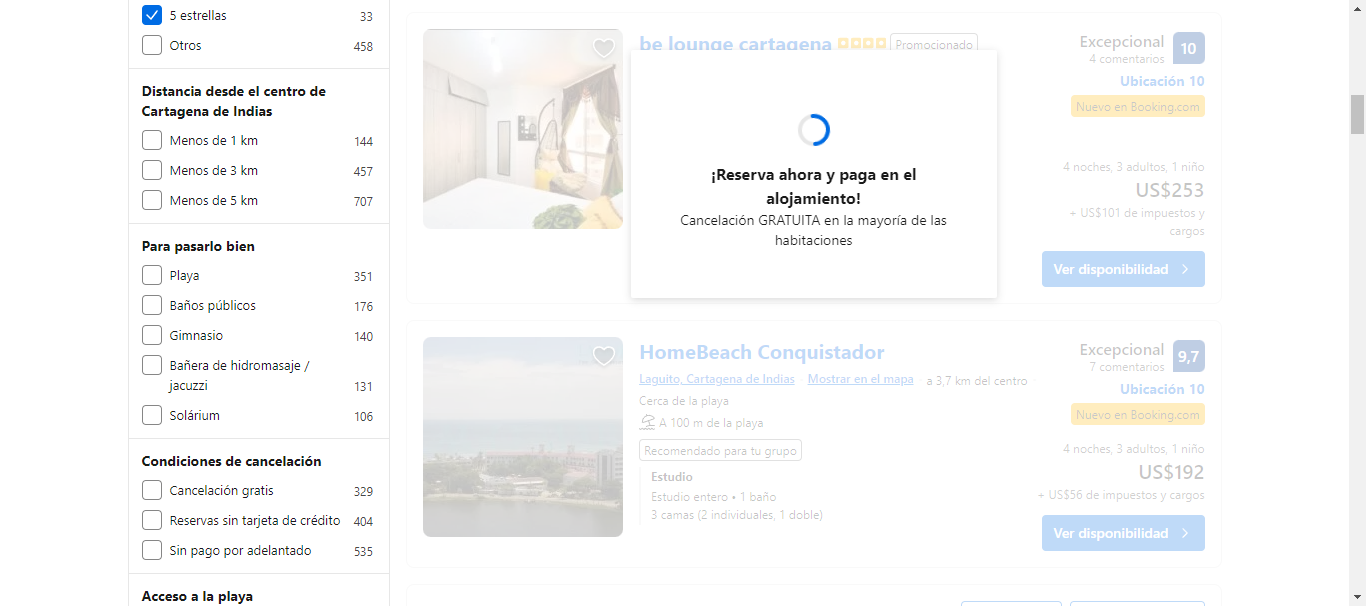 5 estrellas 33
Otros 458
Distancia desde el centro de
Cartagena de Indias
Menos de 1 km 144
Menos de 3 km 457
Menos de 5 km 707
Para pasarlo bien
Playa 351
Baños públicos 176
Gimnasio 140
Bañera de hidromasaje /
jacuzzi 131
Solárium 106
Condiciones de cancelación
Cancelación gratis 329
Reservas sin tarjeta de crédito 404
Sin pago por adelantado 535
Acceso a la playa
be lounge cartagena Promocionado
Excepcional 10
4 comentarios
Ubicación 10
Nuevo en Booking.com
4 noches, 3 adultos, 1 niño
US$253
+ US$101 de impuestos y
cargos
Ver disponibilidad
¡Reserva ahora y paga en el
alojamiento!
Cancelación GRATUITA en la mayoría de las
habitaciones
HomeBeach Conquistador
Laguito, Cartagena de Indias Mostrar en el mapa a 3,7 km del centro
Cerca de la playa
A 100 m de la playa
Recomendado para tu grupo
Estudio
Estudio entero • 1 baño
3 camas (2 individuales, 1 doble)
Excepcional 9,7
7 comentarios
Ubicación 10
Nuevo en Booking.com
4 noches, 3 adultos, 1 niño
US$192
+ US$56 de impuestos y cargos
Ver disponibilidad